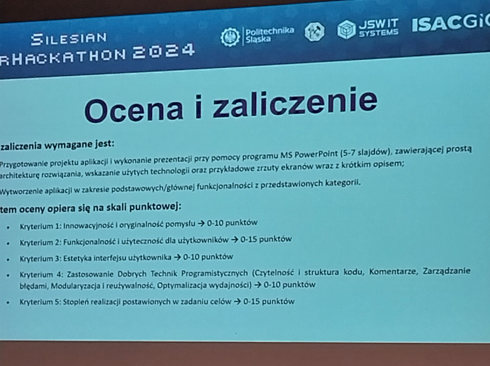 SILESIAN
RHACKATHON 2024
Politechnika
Śląska
JSW IT
SYSTEMS
ISACGiG
Ocena i zaliczenie
zaliczenia wymagane jest:
Przygotowanie projektu aplikacji i wykonanie prezentacji przy pomocy programu MS PowerPoint (5-7 slajdów), zawierającej prostą
architekturę rozwiązania, wskazanie użytych technologii oraz przykładowe zrzuty ekranów wraz z krótkim opisem;
Wytworzenie aplikacji w zakresie podstawowych/głównej funkcjonalności z przedstawionych kategorii.
tem oceny opiera się na skali punktowej:
• Kryterium 1: Innowacyjność i oryginalność pomysłu → 0-10 punktów
• Kryterium 2: Funkcjonalność i użyteczność dla użytkowników → 0-15 punktów
• Kryterium 3: Estetyka interfejsu użytkownika → 0-10 punktów
• Kryterium 4: Zastosowanie Dobrych Technik Programistycznych (Czytelność i struktura kodu, Komentarze, Zarządzanie
błędami, Modularyzacja i reużywalność, Optymalizacja wydajności) → 0-10 punktów
• Kryterium 5: Stopień realizacji postawionych w zadaniu celów → 0-15 punktów